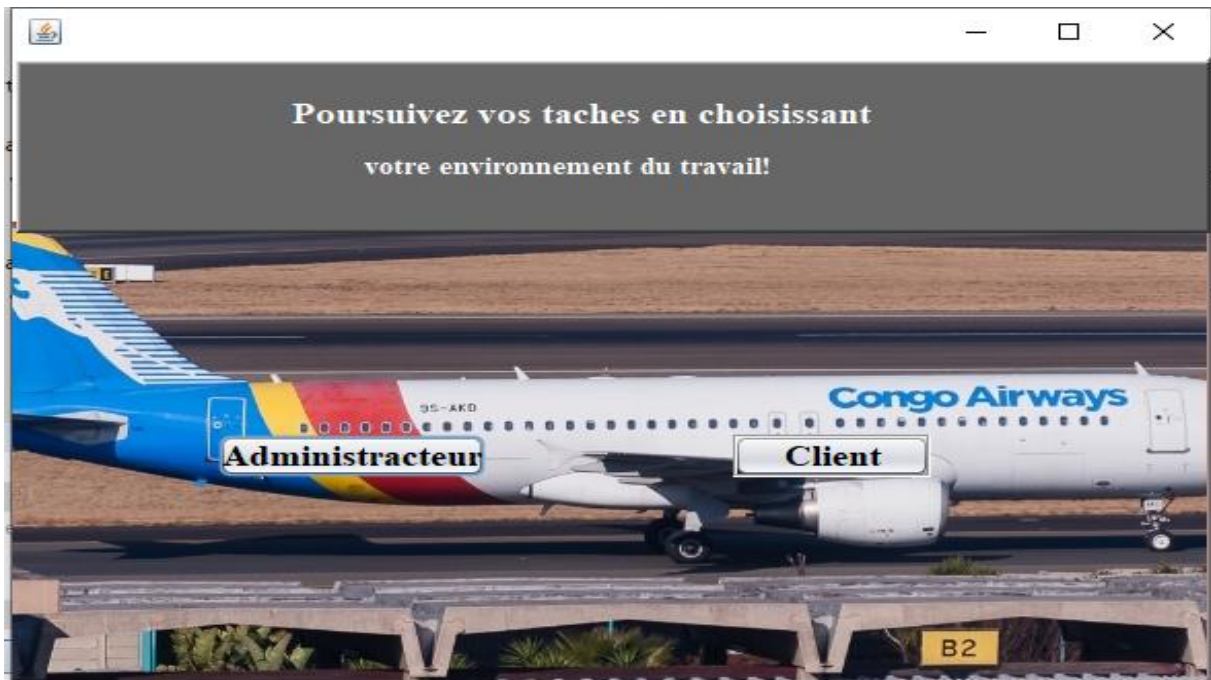 Poursuivez vos taches en choisissant
votre environnement du travail!
E
Congo Airways
9S-AKD
Administracteur
Client
B2